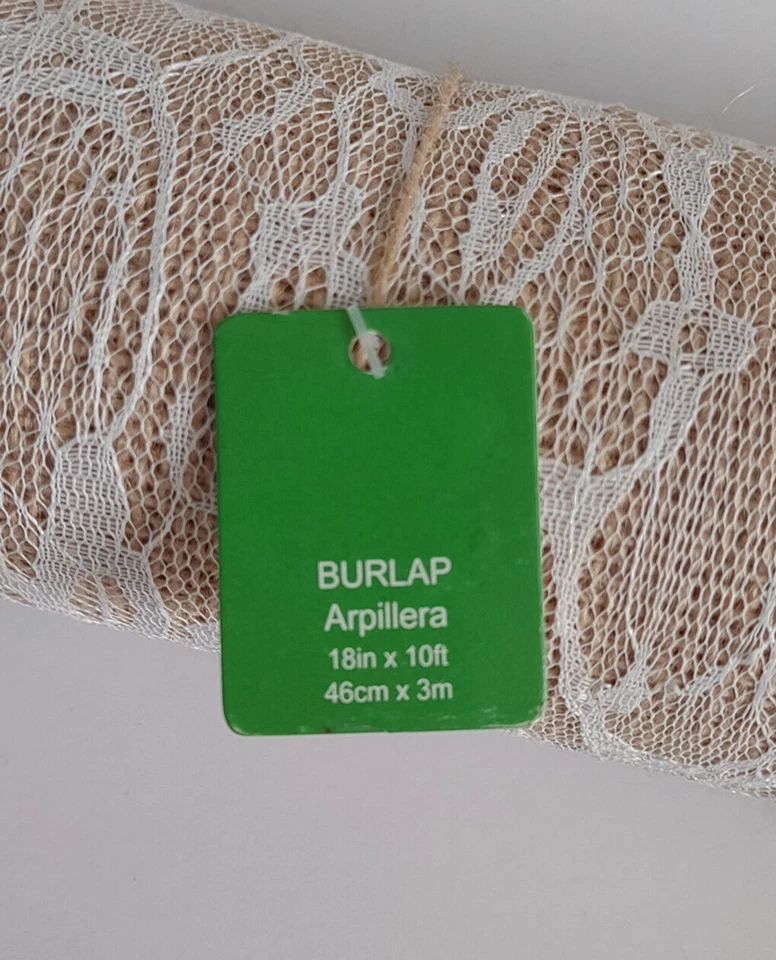 BURLAP
Arpillera
18in x 10ft
46cm x 3m